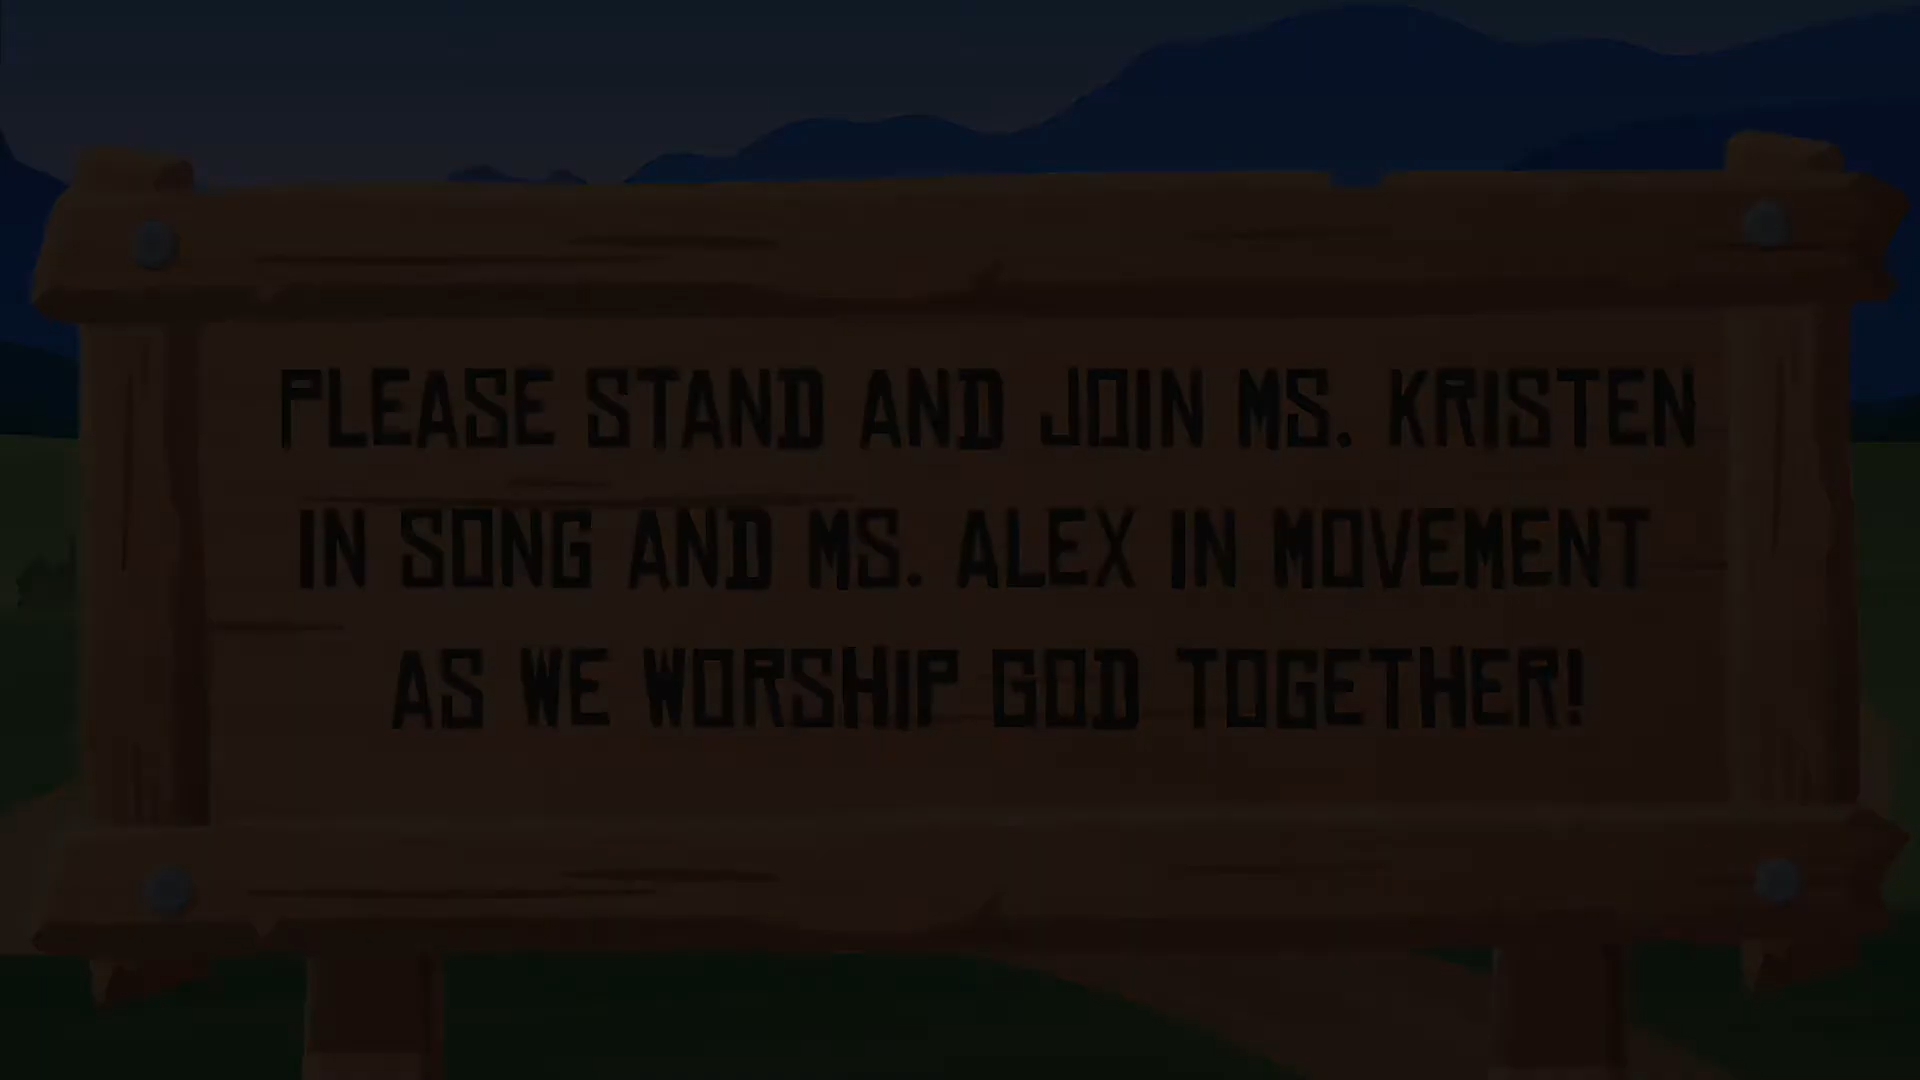 PLEASE STAND AND JOIN MS. KRISTEN
IN SONG AND MS. ALEX IN MOVEMENT
AS WE WORSHIP GOD TOGETHER!